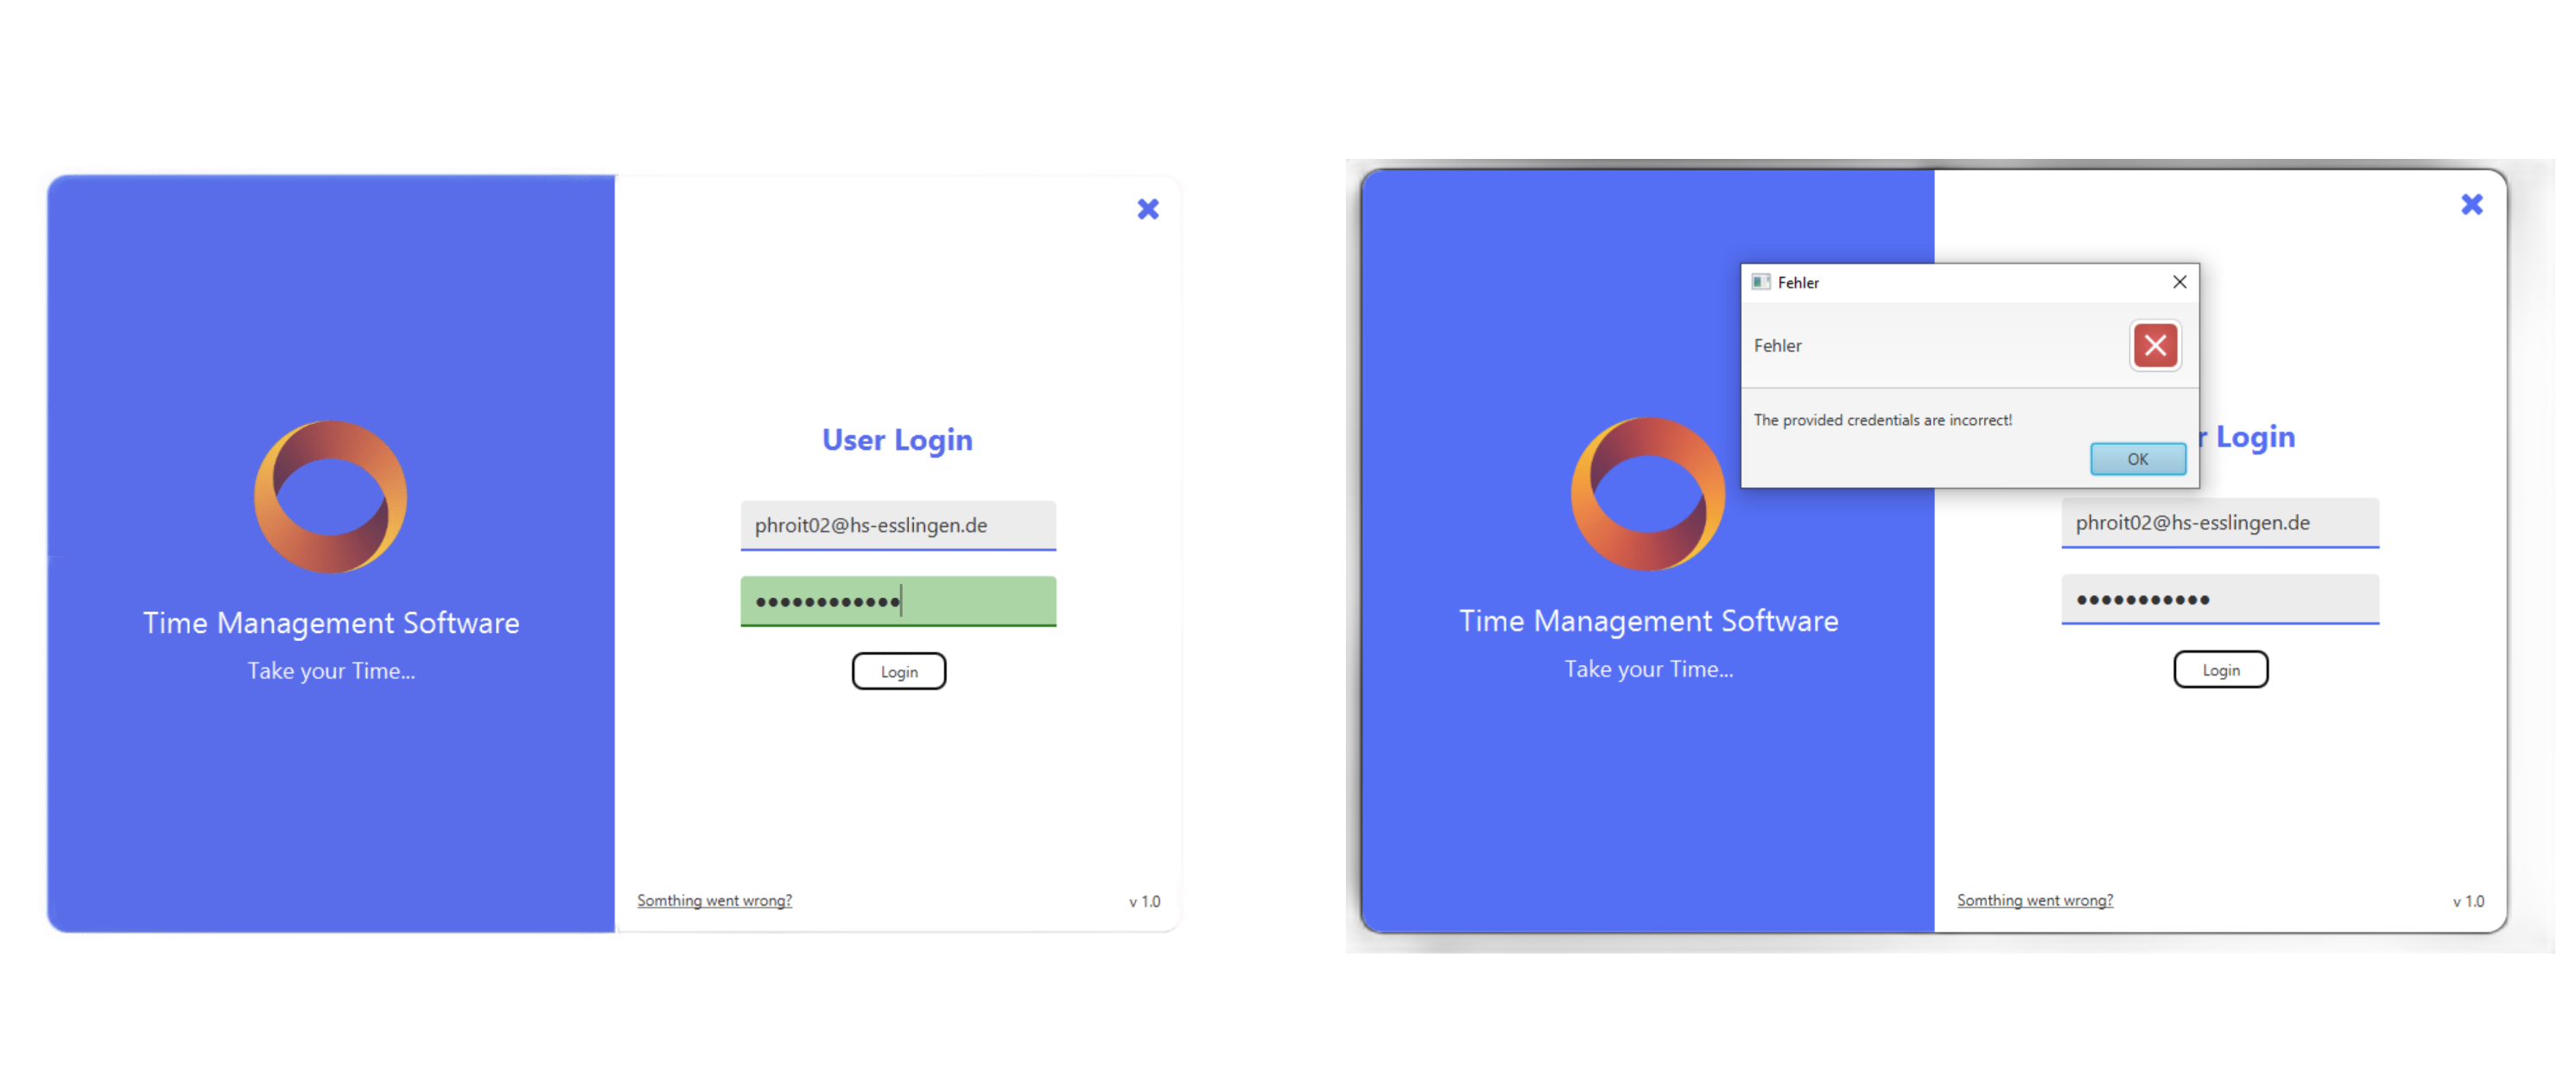 User Login
phroit02@hs-esslingen.de
••••••••••••
Login
Time Management Software
Take your Time...
Somthing went wrong?
v 1.0
Fehler
Fehler
The provided credentials are incorrect!
OK
r Login
phroit02@hs-esslingen.de
•••••••••••
Login
Time Management Software
Take your Time...
Somthing went wrong?
v 1.0